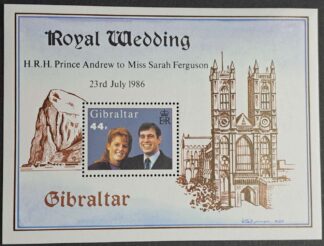 Royal Wedding
H.R.H. Prince Andrew to Miss Sarah Ferguson
23rd July 1986
Gibraltar
44p
Gibraltar